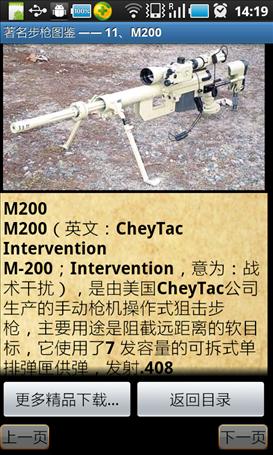 100%
14:19
著名步枪图鉴 —— 11、M200
M200
M200（英文：CheyTac
Intervention
M-200；Intervention，意为：战
术干扰），是由美国CheyTac公司
生产的手动枪机操作式狙击步
枪，主要用途是阻截远距离的软目
标，它使用了7 发容量的可拆式单
排弹匣供弹，发射.408
更多精品下载...
返回目录
上一页
下一页